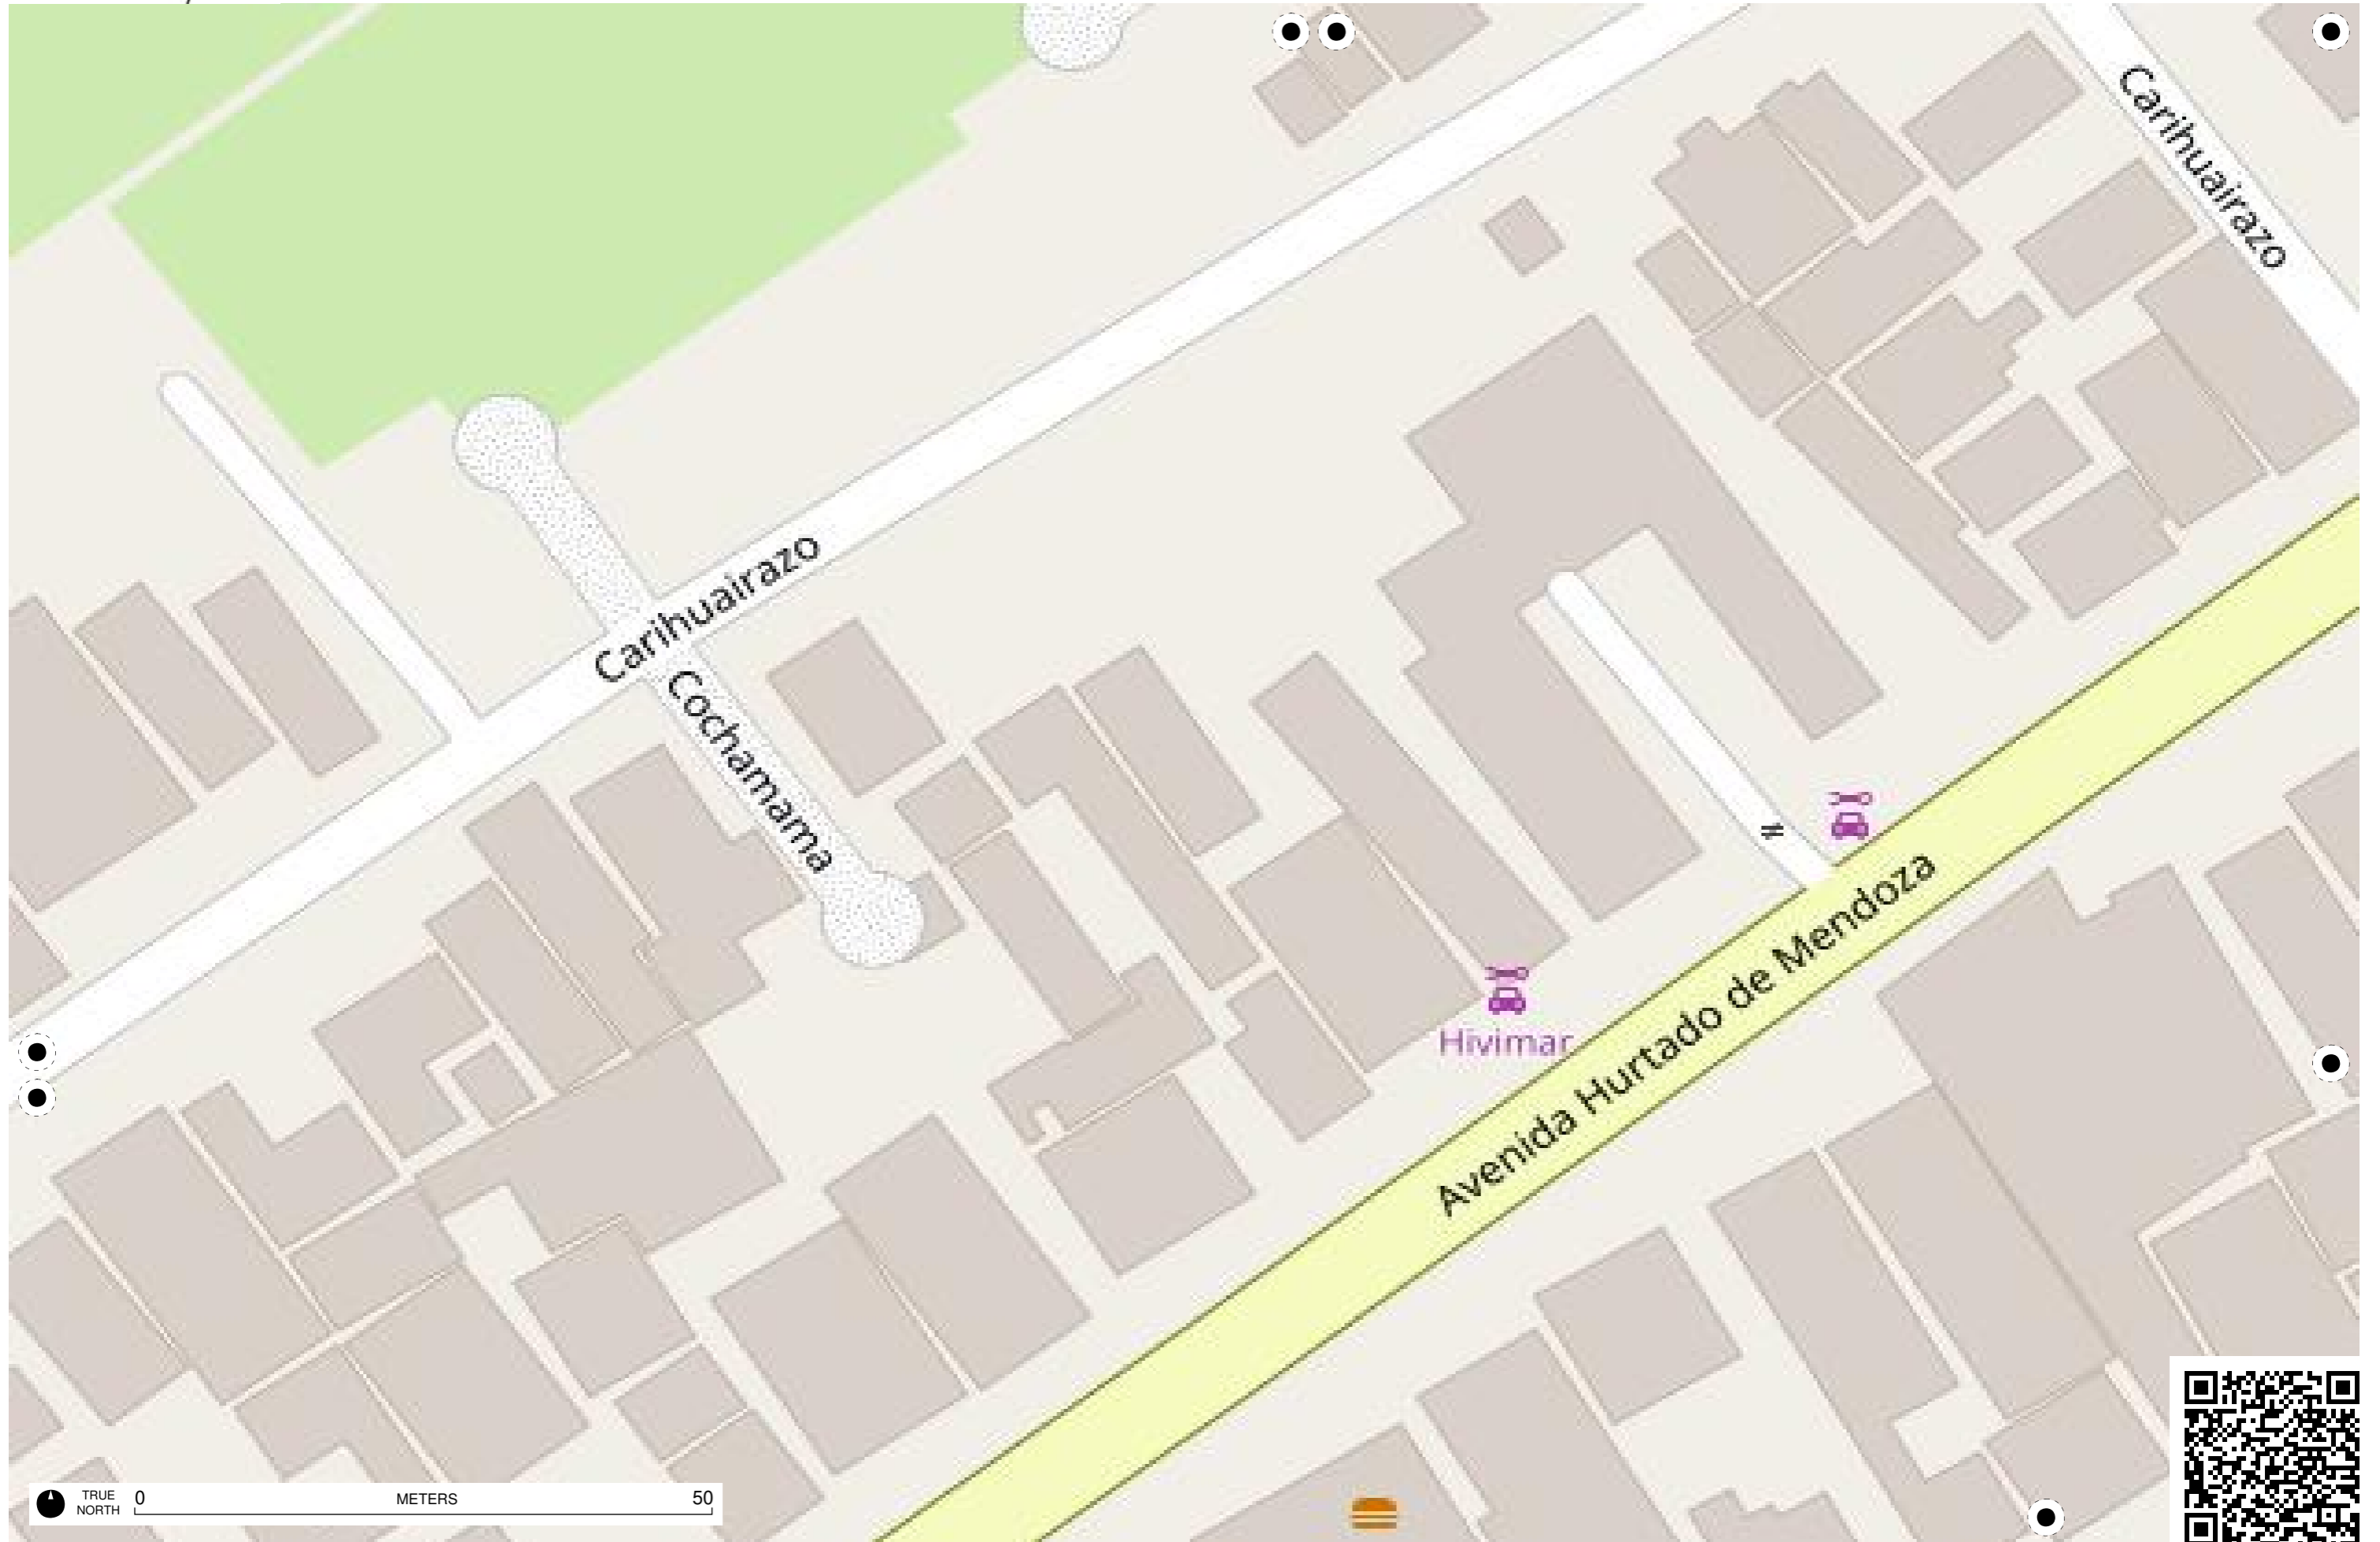 Carihuairazo
Carihuairazo
Cochamama
Hivimar
Avenida Hurtado de Mendoza
TRUE
NORTH
0 METERS 50